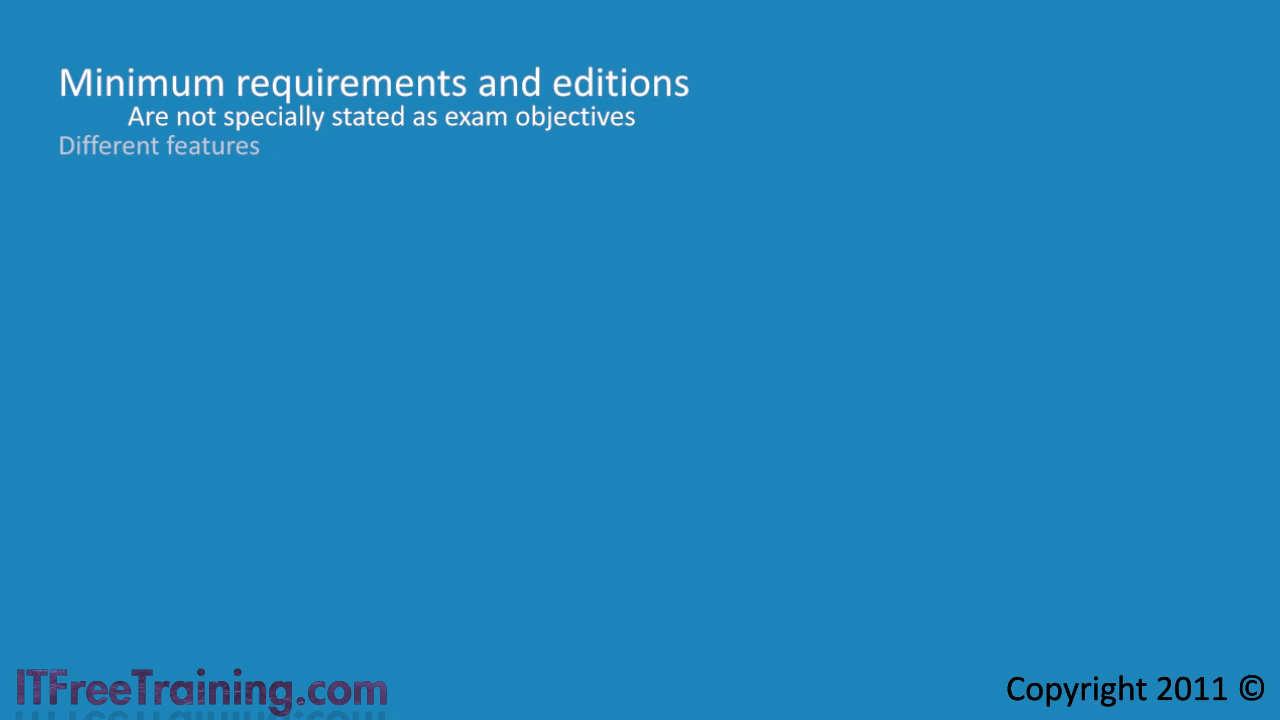 Minimum requirements and editions
Are not specially stated as exam objectives
Different features
ITFreeTraining.com
Copyright 2011 ©